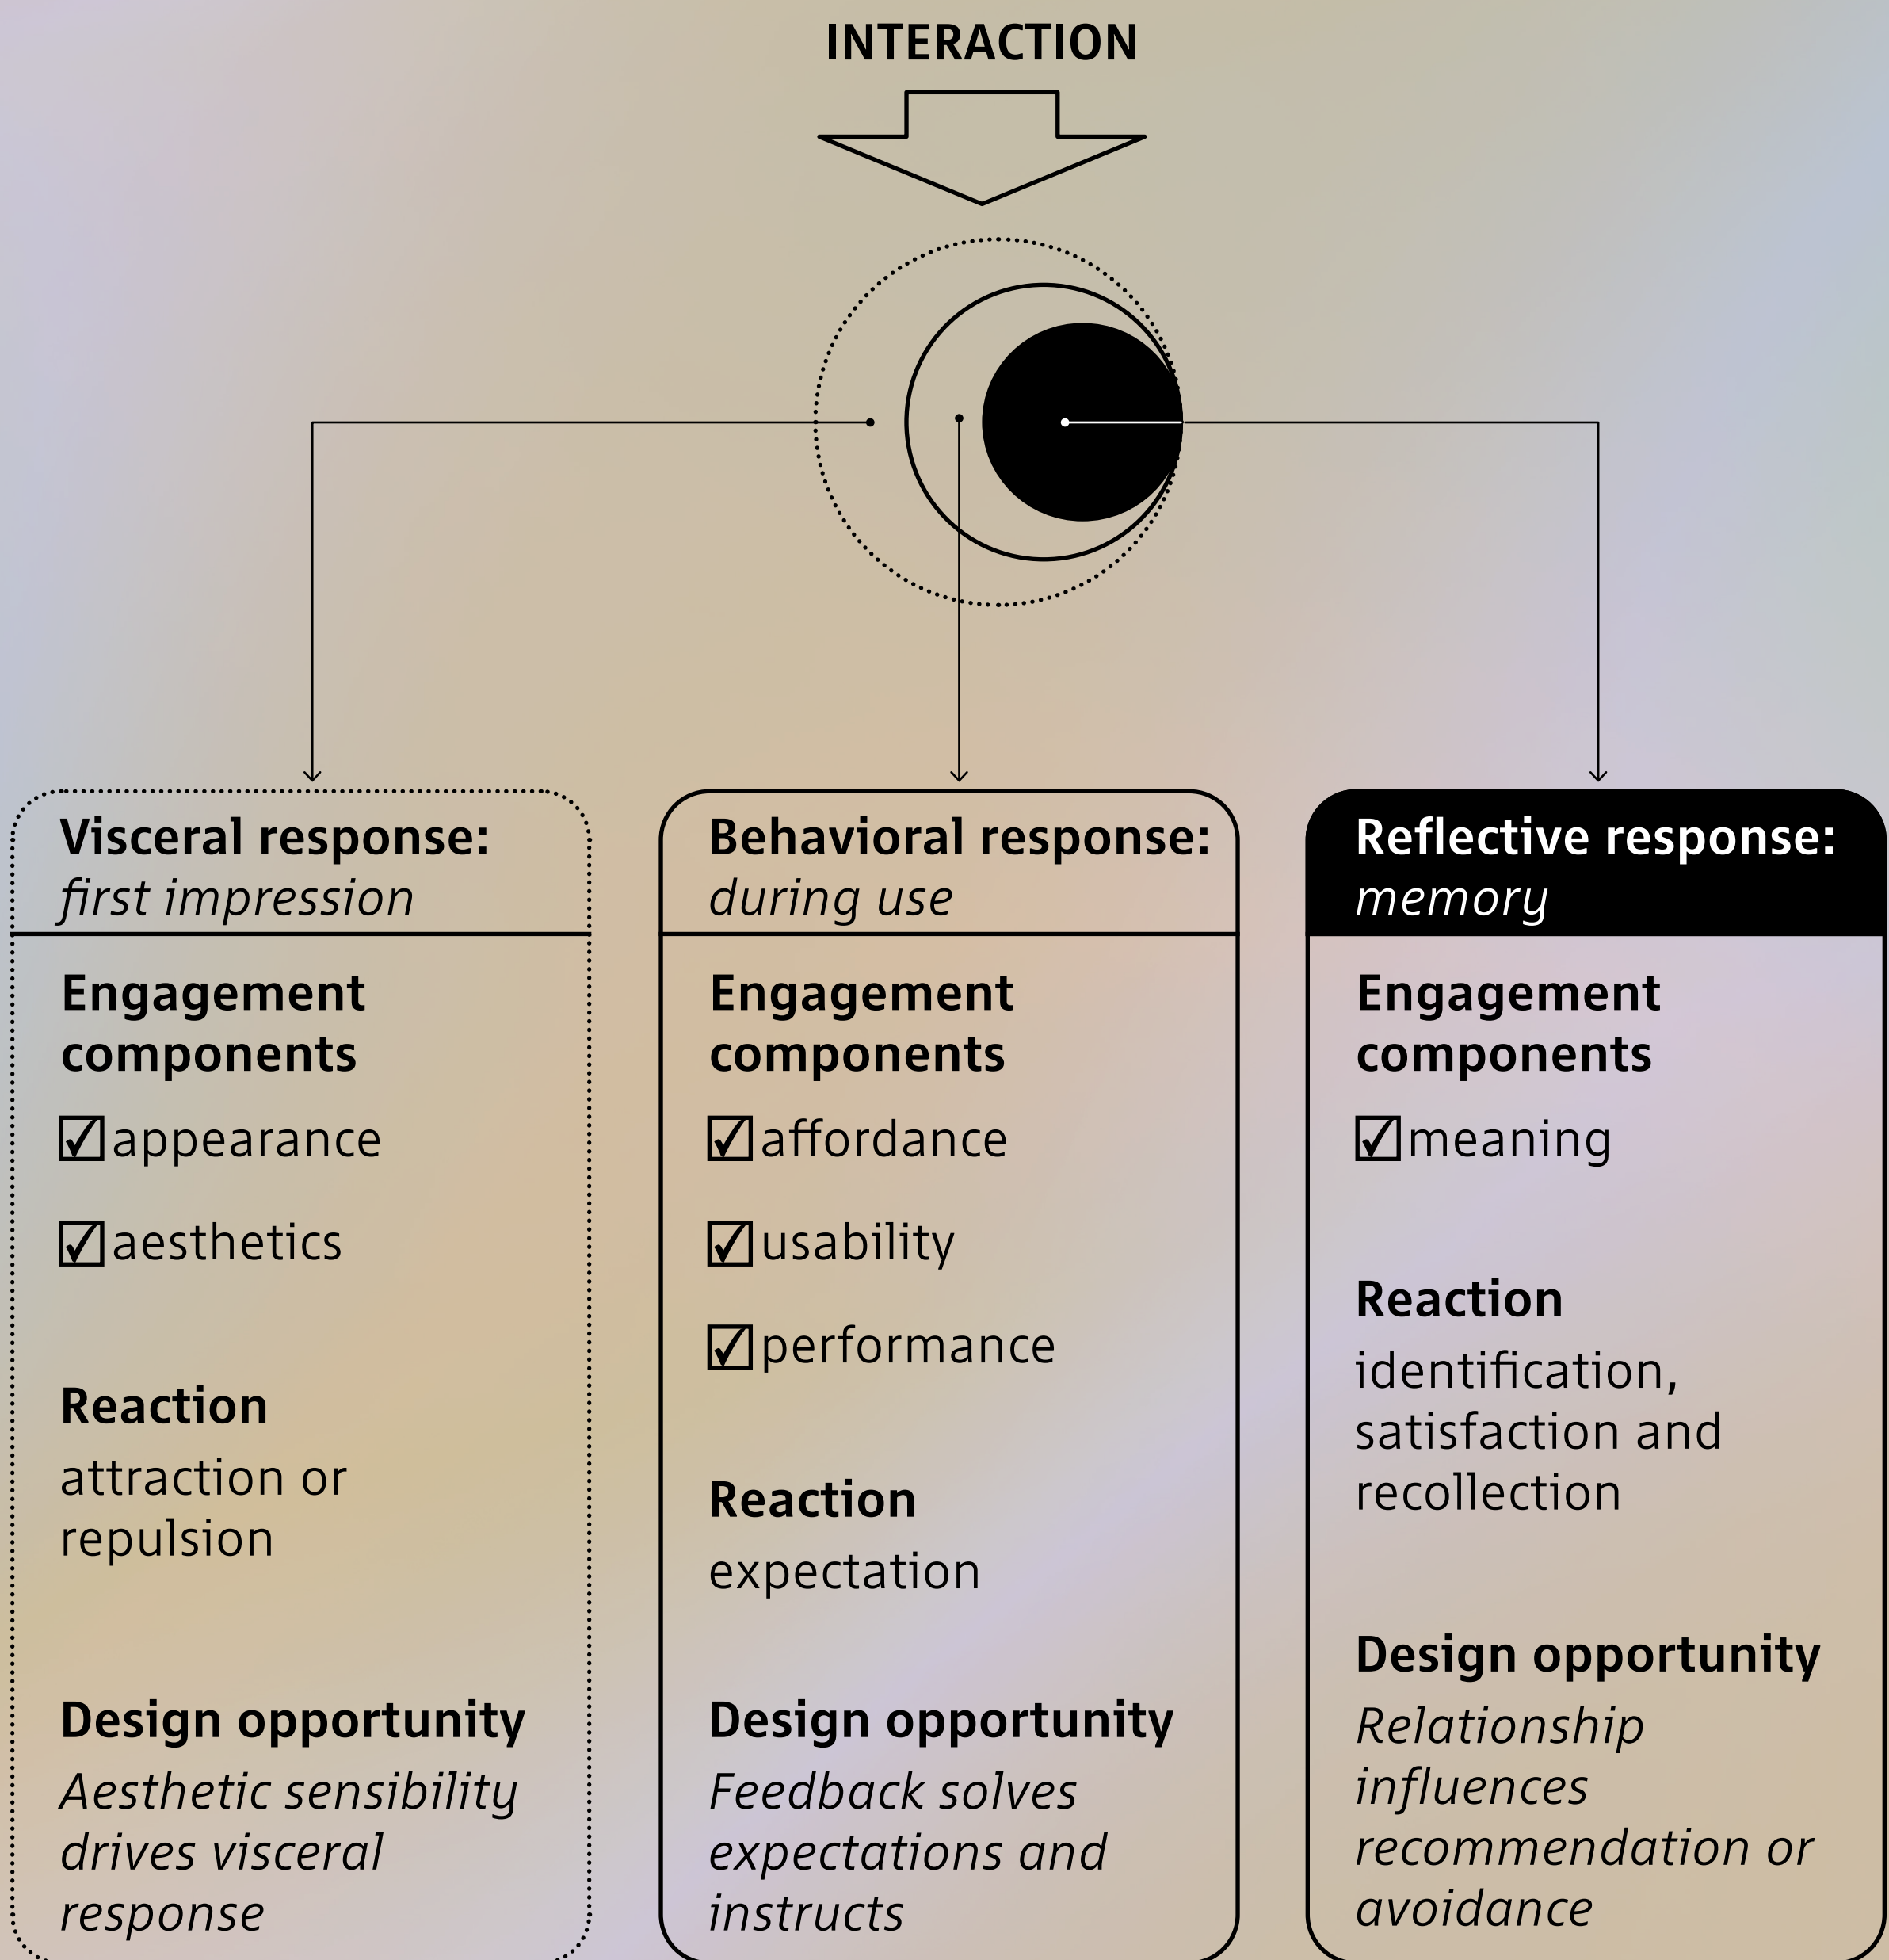 INTERACTION
Visceral response:
first impression
Engagement
components
appearance
aesthetics
Reaction
attraction or
repulsion
Design opportunity
Aesthetic sensibility
drives visceral
response
Behavioral response:
during use
Engagement
components
affordance
usability
performance
Reaction
expectation
Design opportunity
Feedback solves
expectations and
instructs
Reflective response:
memory
Engagement
components
meaning
Reaction
identification,
satisfaction and
recollection
Design opportunity
Relationship
influences
recommendation or
avoidance